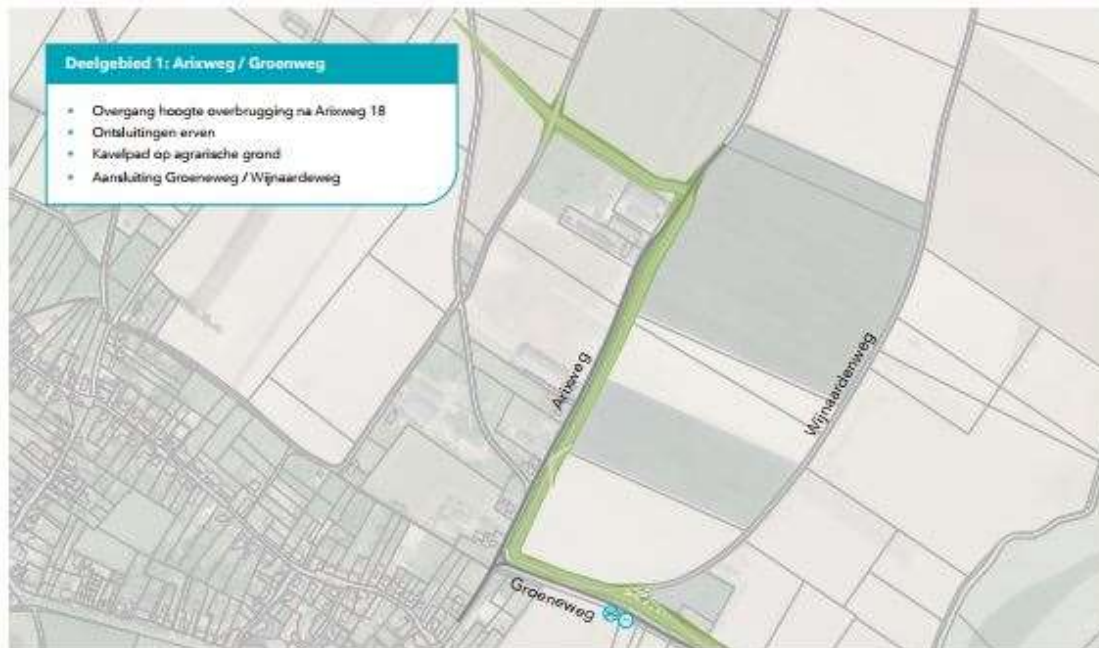 Deelgebied 1: Arixweg / Groenweg
Overgang hoogte overbrugging na Arixweg 18
Ontsluitingen erven
Kavelpad op agrarische grond
Aansluiting Groeneweg / Wijnaardeweg
Arixweg
Wijnaardenweg
Groeneweg